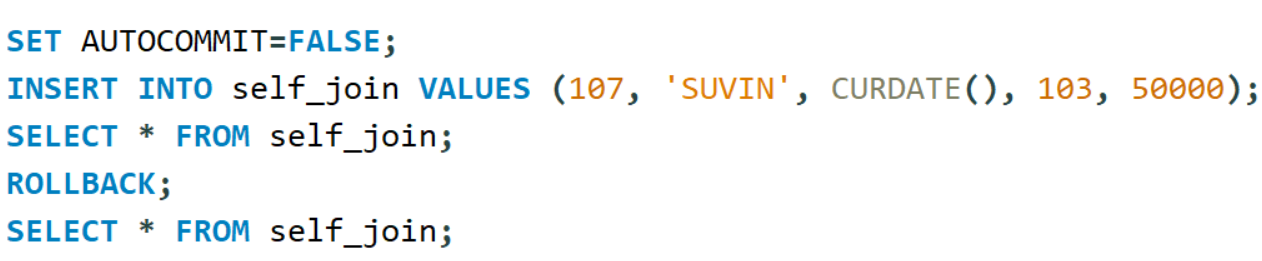 SET AUTOCOMMIT=FALSE;
INSERT INTO self_join VALUES (107, 'SUVIN', CURDATE(), 103, 50000);
SELECT * FROM self_join;
ROLLBACK;
SELECT * FROM self_join;